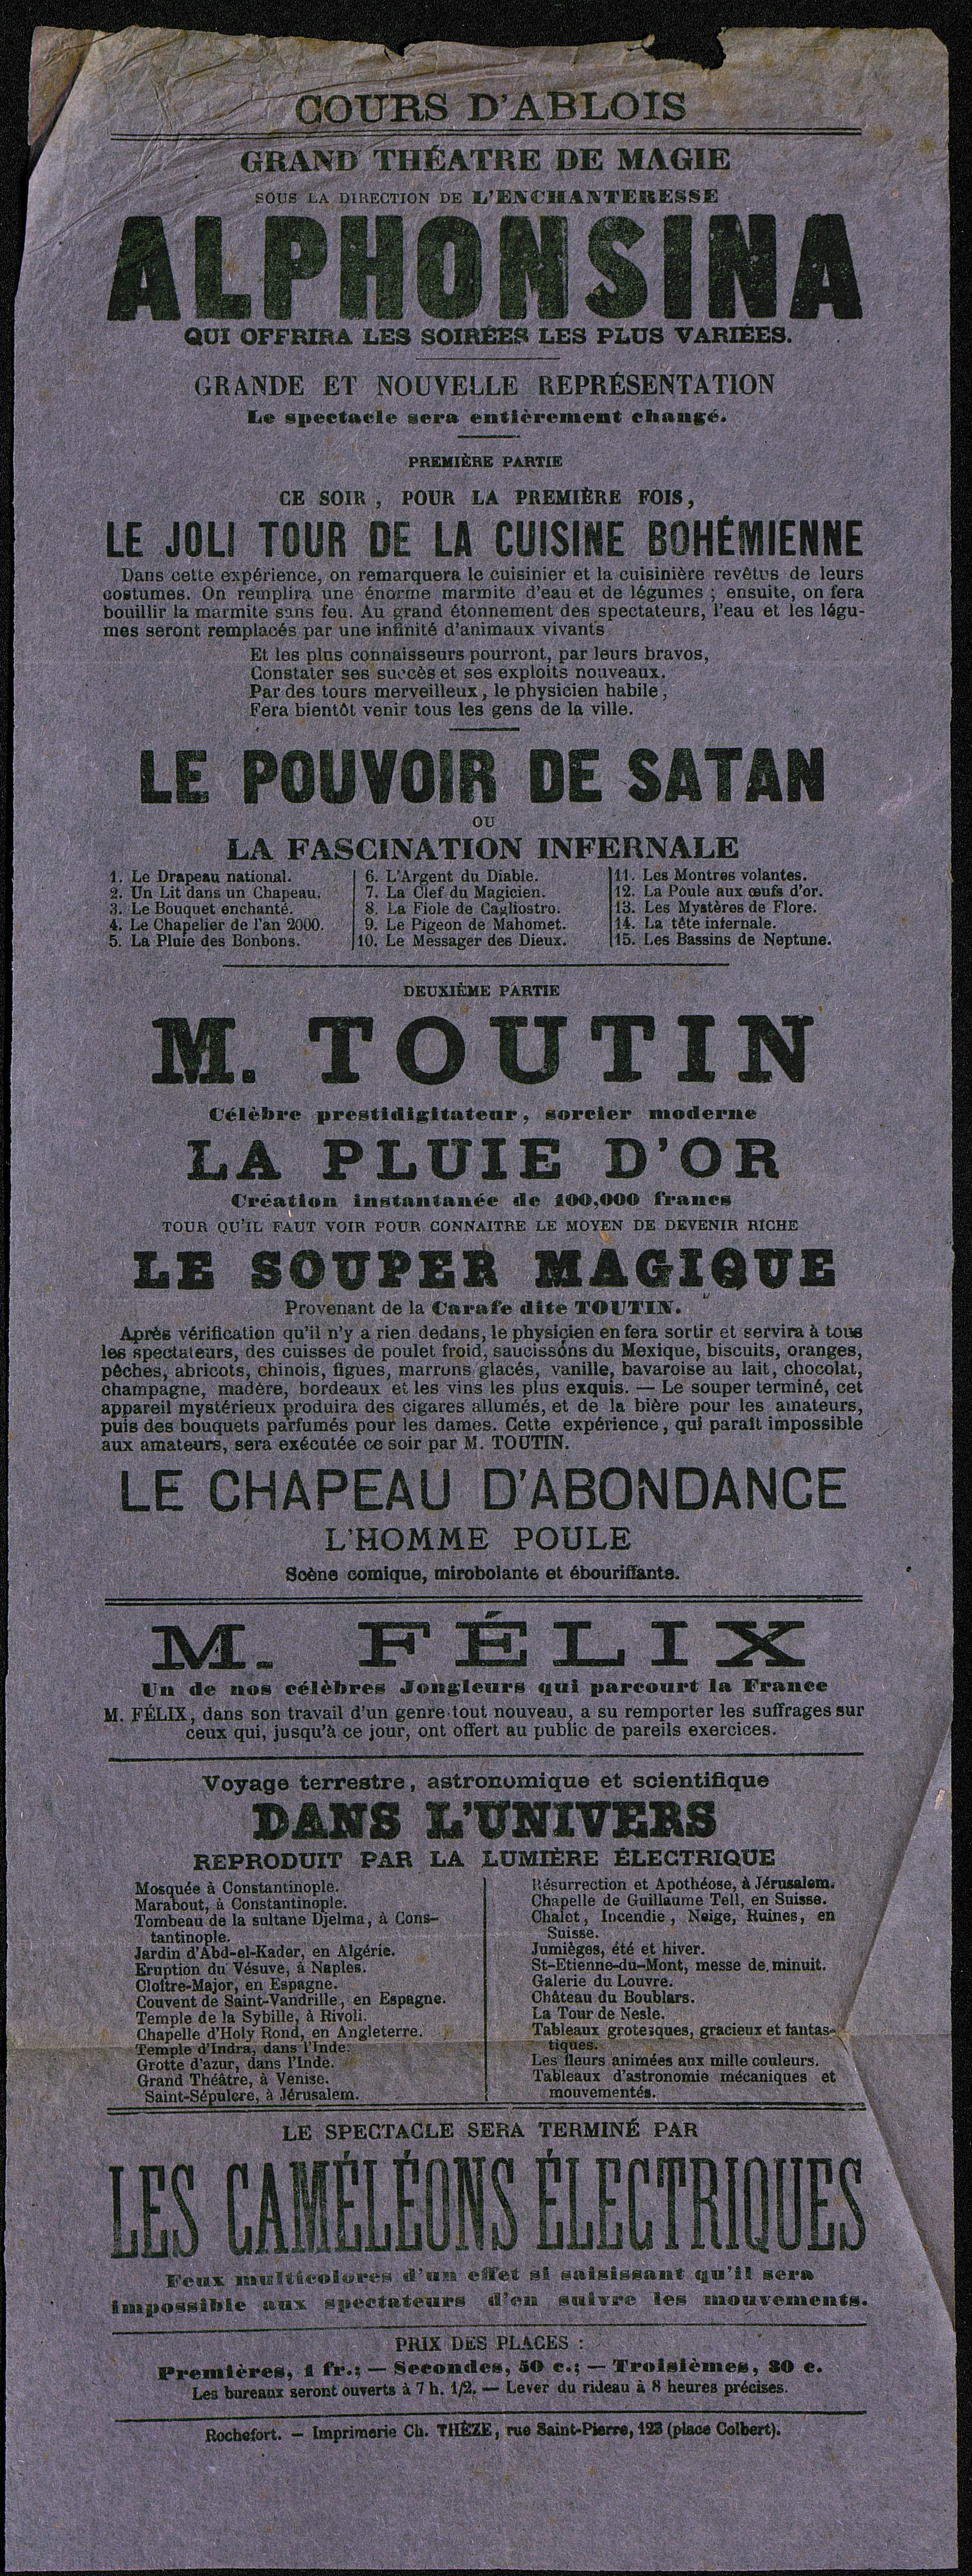 COURS D'ABLOIS
GRAND THÉATRE DE MAGIE
SOUS LA DIRECTION DE L'ENCHANTERESSE
ALPHONSINA
QUI OFFRIRA LES SOIRÉES LES PLUS VARIÉES.
GRANDE ET NOUVELLE REPRÉSENTATION
Le spectacle sera entièrement changé.
PREMIÈRE PARTIE
CE SOIR, POUR LA PREMIÈRE FOIS,
LE JOLI TOUR DE LA CUISINE BOHÉMIENNE
Dans cette expérience, on remarquera le cuisinier et la cuisinière revêtus de leurs
costumes. On remplira une énorme marmite d'eau et de légumes ; ensuite, on fera
bouillir la marmite sans feu. Au grand étonnement des spectateurs, l'eau et les légu-
mes seront remplacés par une infinité d'animaux vivants
Et les plus connaisseurs pourront, par leurs bravos,
Constater ses succès et ses exploits nouveaux.
Par des tours merveilleux, le physicien habile,
Fera bientôt venir tous les gens de la ville.
LE POUVOIR DE SATAN
OU
LA FASCINATION INFERNALE
1. Le Drapeau national.
2. Un Lit dans un Chapeau.
3. Le Bouquet enchanté.
4. Le Chapelier de l'an 2000.
5. La Pluie des Bonbons.
6. L'Argent du Diable.
7. La Clef du Magicien.
8. La Fiole de Cagliostro.
9. Le Pigeon de Mahomet.
10. Le Messager des Dieux.
11. Les Montres volantes.
12. La Poule aux œufs d'or.
13. Les Mystères de Flore.
14. La tête infernale.
15. Les Bassins de Neptune.
DEUXIÈME PARTIE
M. TOUTIN
Célèbre prestidigitateur, sorcier moderne
LA PLUIE D'OR
Création instantanée de 100,000 francs
TOUR QU'IL FAUT VOIR POUR CONNAITRE LE MOYEN DE DEVENIR RICHE
LE SOUPER MAGIQUE
Provenant de la Carafe dite TOUTIN.
Après vérification qu'il n'y a rien dedans, le physicien en fera sortir et servira à tous
les spectateurs, des cuisses de poulet froid, saucissons du Mexique, biscuits, oranges,
pêches, abricots, chinois, figues, marrons glacés, vanille, bavaroise au lait, chocolat,
champagne, madère, bordeaux et les vins les plus exquis. — Le souper terminé, cet
appareil mystérieux produira des cigares allumés, et de la bière pour les amateurs,
puis des bouquets parfumés pour les dames. Cette expérience, qui paraît impossible
aux amateurs, sera exécutée ce soir par M. TOUTIN.
LE CHAPEAU D'ABONDANCE
L'HOMME POULE
Scène comique, mirobolante et ébouriffante.
M. FÉLIX
Un de nos célèbres Jongleurs qui parcourt la France
M. FÉLIX, dans son travail d'un genre tout nouveau, a su remporter les suffrages sur
ceux qui, jusqu'à ce jour, ont offert au public de pareils exercices.
Voyage terrestre, astronomique et scientifique
DANS L'UNIVERS
REPRODUIT PAR LA LUMIÈRE ÉLECTRIQUE
Mosquée à Constantinople.
Marabout, à Constantinople.
Tombeau de la sultane Djelma, à Cons-
tantinople.
Jardin d'Abd-el-Kader, en Algérie.
Eruption du Vésuve, à Naples.
Cloître-Major, en Espagne.
Couvent de Saint-Vandrille, en Espagne.
Temple de la Sybille, à Rivoli.
Chapelle d'Holy Rond, en Angleterre.
Temple d'Indra, dans l'Inde.
Grotte d'azur, dans l'Inde.
Grand Théâtre, à Venise.
Saint-Sépulcre, à Jérusalem.
Résurrection et Apothéose, à Jérusalem.
Chapelle de Guillaume Tell, en Suisse.
Chalet, Incendie, Neige, Ruines, en
Suisse.
Jumièges, été et hiver.
St-Etienne-du-Mont, messe de minuit.
Galerie du Louvre.
Château du Boublars.
La Tour de Nesle.
Tableaux grotesques, gracieux et fantas-
tiques.
Les fleurs animées aux mille couleurs.
Tableaux d'astronomie mécaniques et
mouvementés.
LE SPECTACLE SERA TERMINÉ PAR
LES CAMÉLÉONS ÉLECTRIQUES
Feux multicolores d'un effet si saisissant qu'il sera
impossible aux spectateurs d'en suivre les mouvements.
PRIX DES PLACES :
Premières, 1 fr.; — Secondes, 50 c.; — Troisièmes, 30 c.
Les bureaux seront ouverts à 7 h. 1/2. — Lever du rideau à 8 heures précises.
Rochefort. — Imprimerie Ch. THÈZE, rue Saint-Pierre, 123 (place Colbert).